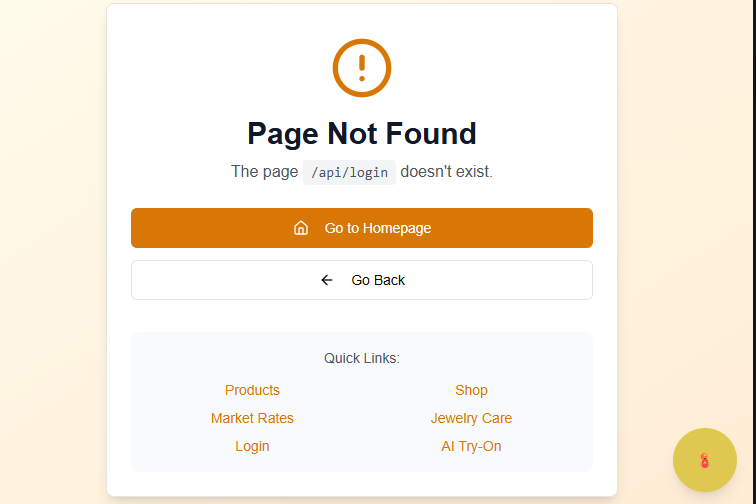 Page Not Found
The page /api/login doesn't exist.
Go to Homepage
Go Back
Quick Links:
Products Shop
Market Rates Jewelry Care
Login AI Try-On